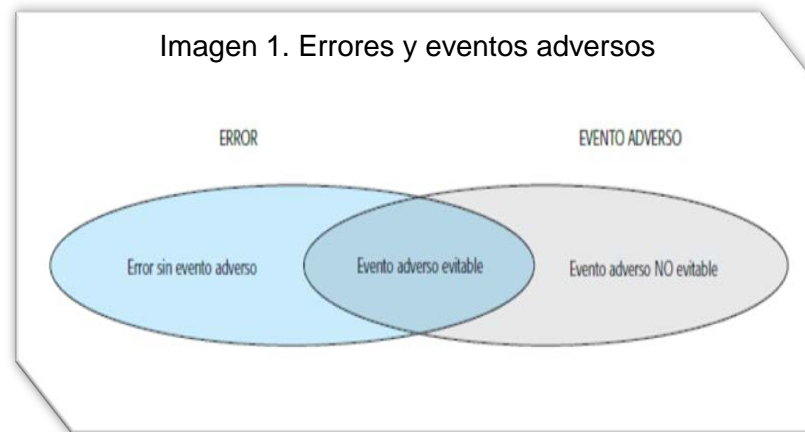 Imagen 1. Errores y eventos adversos
ERROR
EVENTO ADVERSO
Error sin evento adverso
Evento adverso evitable
Evento adverso NO evitable